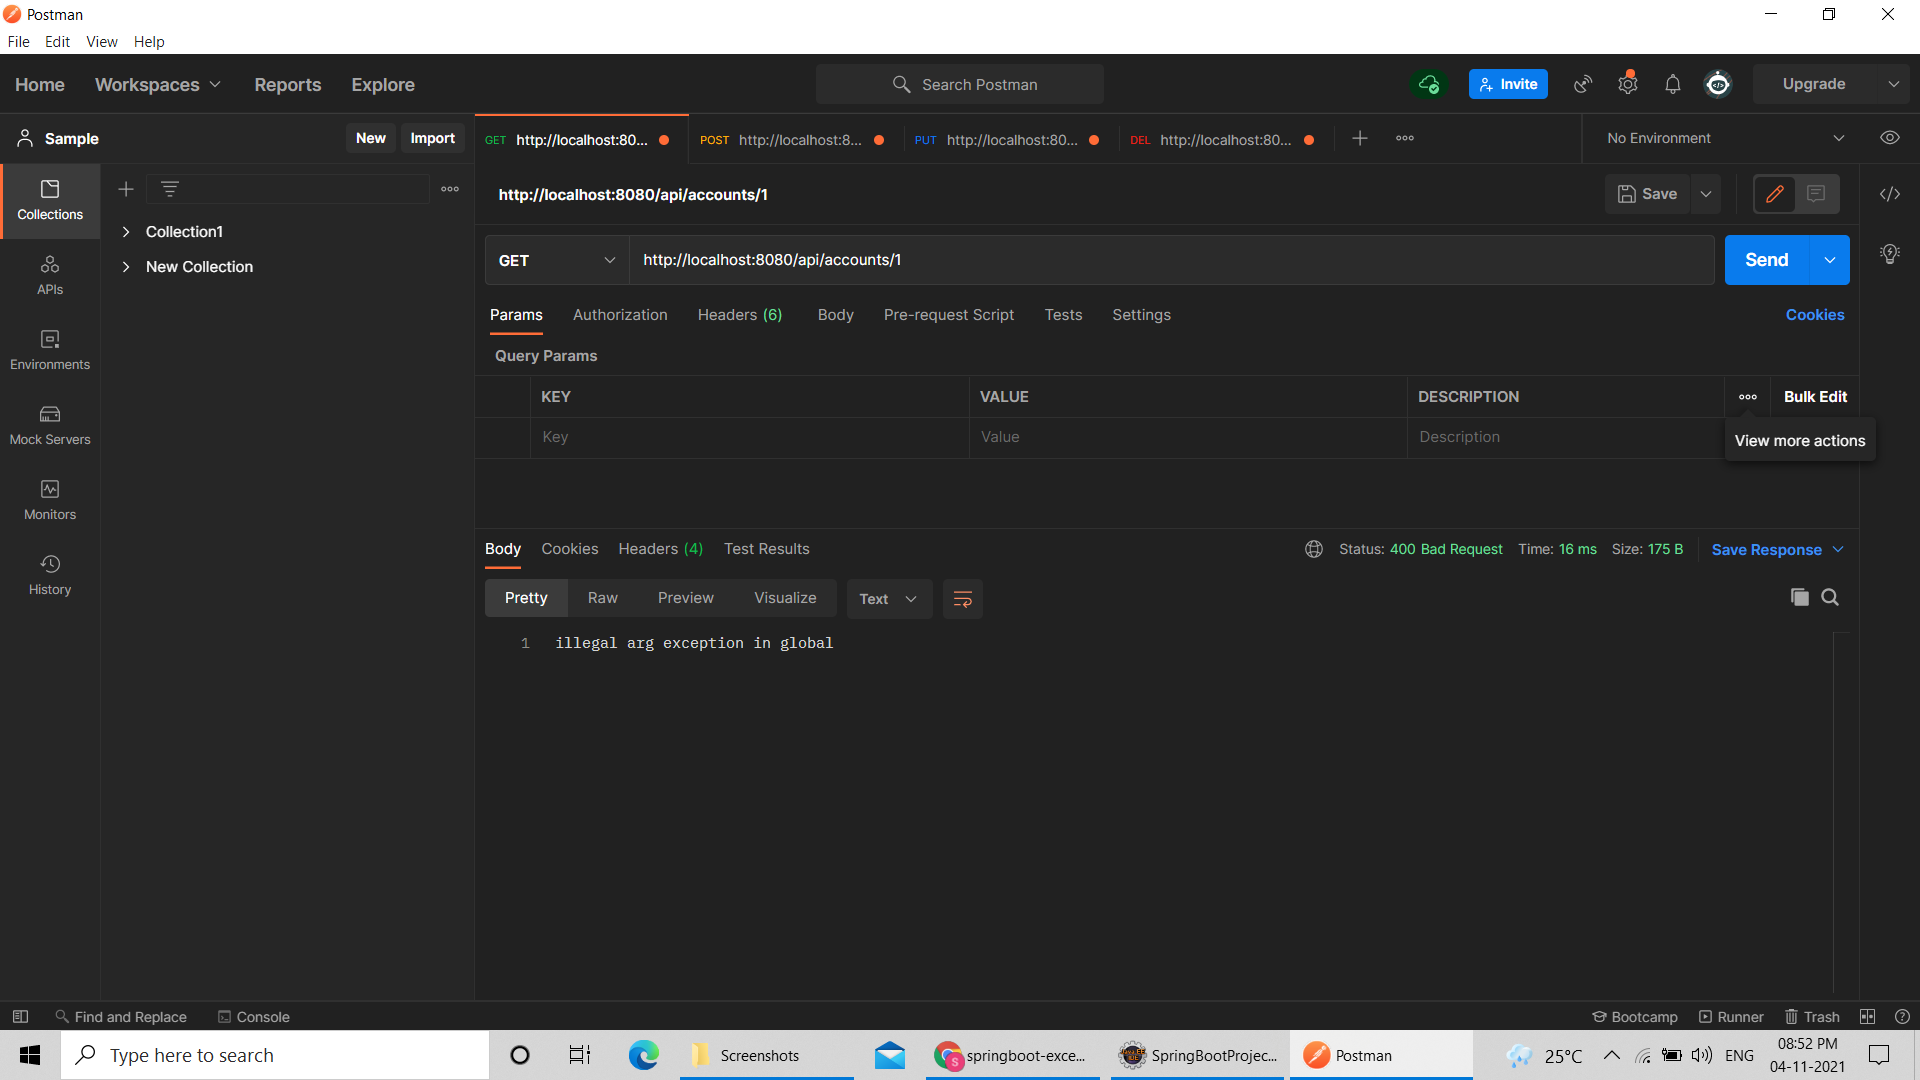 Postman
File Edit View Help
Home Workspaces Reports Explore Search Postman Invite Upgrade
Sample New Import GET http://localhost:80... POST http://localhost:8... PUT http://localhost:80... DEL http://localhost:80... No Environment
Collections
APIs
Environments
Mock Servers
Monitors
History
Collection1
New Collection
http://localhost:8080/api/accounts/1 Save
GET http://localhost:8080/api/accounts/1 Send
Params Authorization Headers (6) Body Pre-request Script Tests Settings Cookies
Query Params
KEY VALUE DESCRIPTION Bulk Edit
Key Value Description
View more actions
Body Cookies Headers (4) Test Results Status: 400 Bad Request Time: 16 ms Size: 175 B Save Response
Pretty Raw Preview Visualize Text
1 illegal arg exception in global
Find and Replace Console Bootcamp Runner Trash
Type here to search Screenshots springboot-exce... SpringBootProjec... Postman 25°C ENG 08:52 PM
04-11-2021